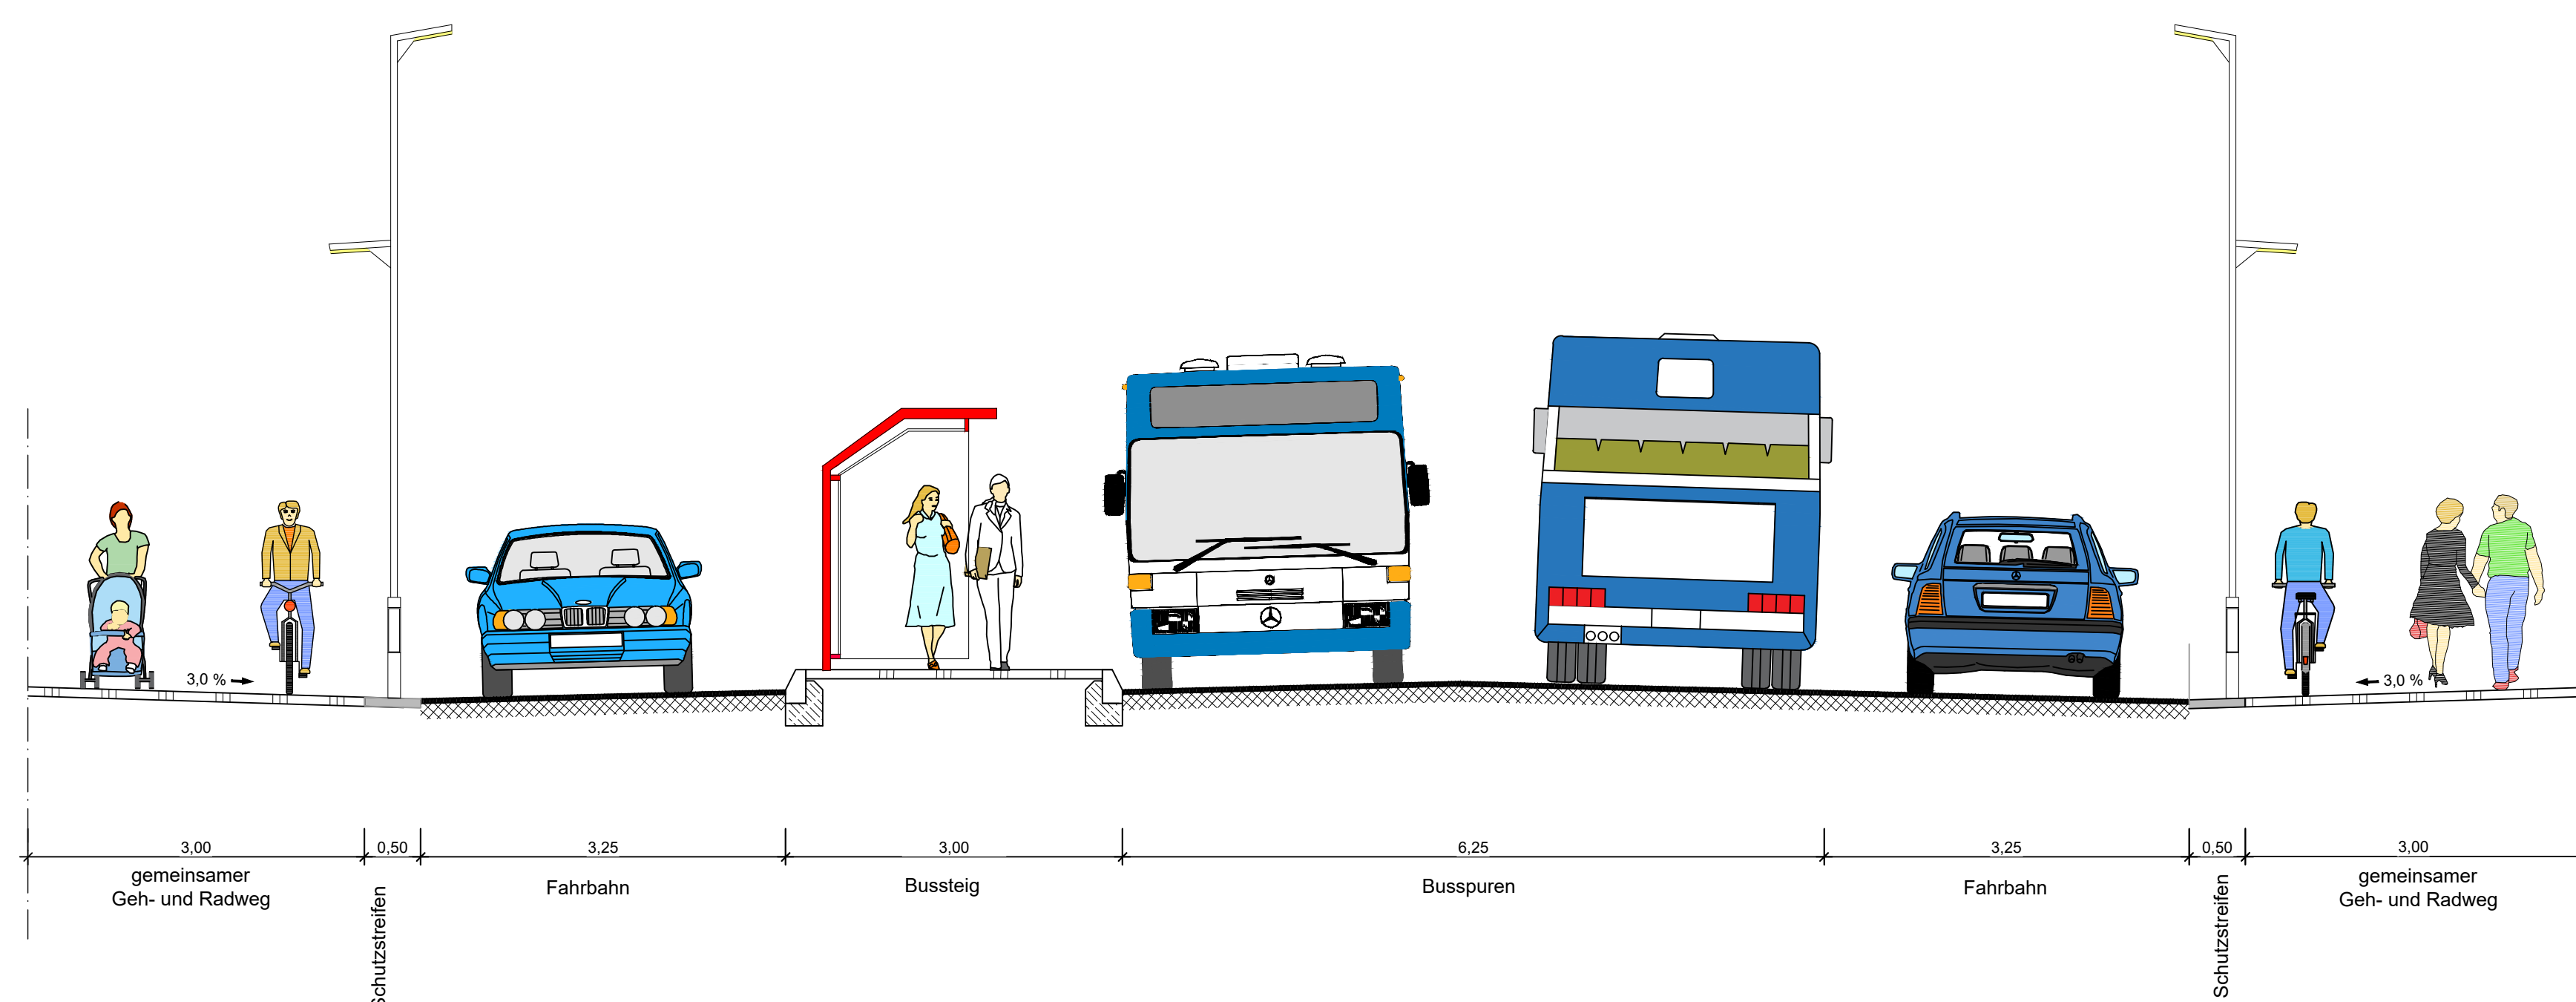 3,0 %
3,0 %
3,00
0,50
3,25
3,00
6,25
3,25
0,50
3,00
gemeinsamer
Geh- und Radweg
Schutzstreifen
Fahrbahn
Bussteig
Busspuren
Fahrbahn
Schutzstreifen
gemeinsamer
Geh- und Radweg